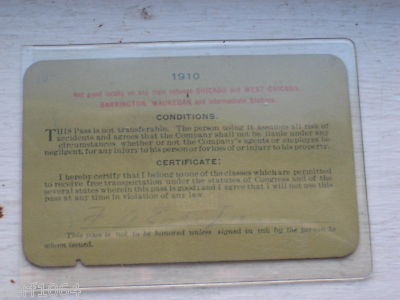 1910
Not good locally on any train between CHICAGO and WEST CHICAGO,
BARRINGTON, WAUKEGAN and Intermediate Stations.
CONDITIONS.
THIS Pass is not transferable. The person using it assumes all risk of
accidents and agrees that the Company shall not be liable under any
circumstances, whether or not the Company's agents or employes be
negligent, for any injury to his person or for loss of or injury to his property.
CERTIFICATE:
I hereby certify that I belong to one of the classes which are permitted
to receive free transportation under the statutes of Congress and of the
several states wherein this pass is good and I agree that I will not use this
pass at any time in violation of any law.
This pass is not to be honored unless signed in ink by the person to
whom issued.